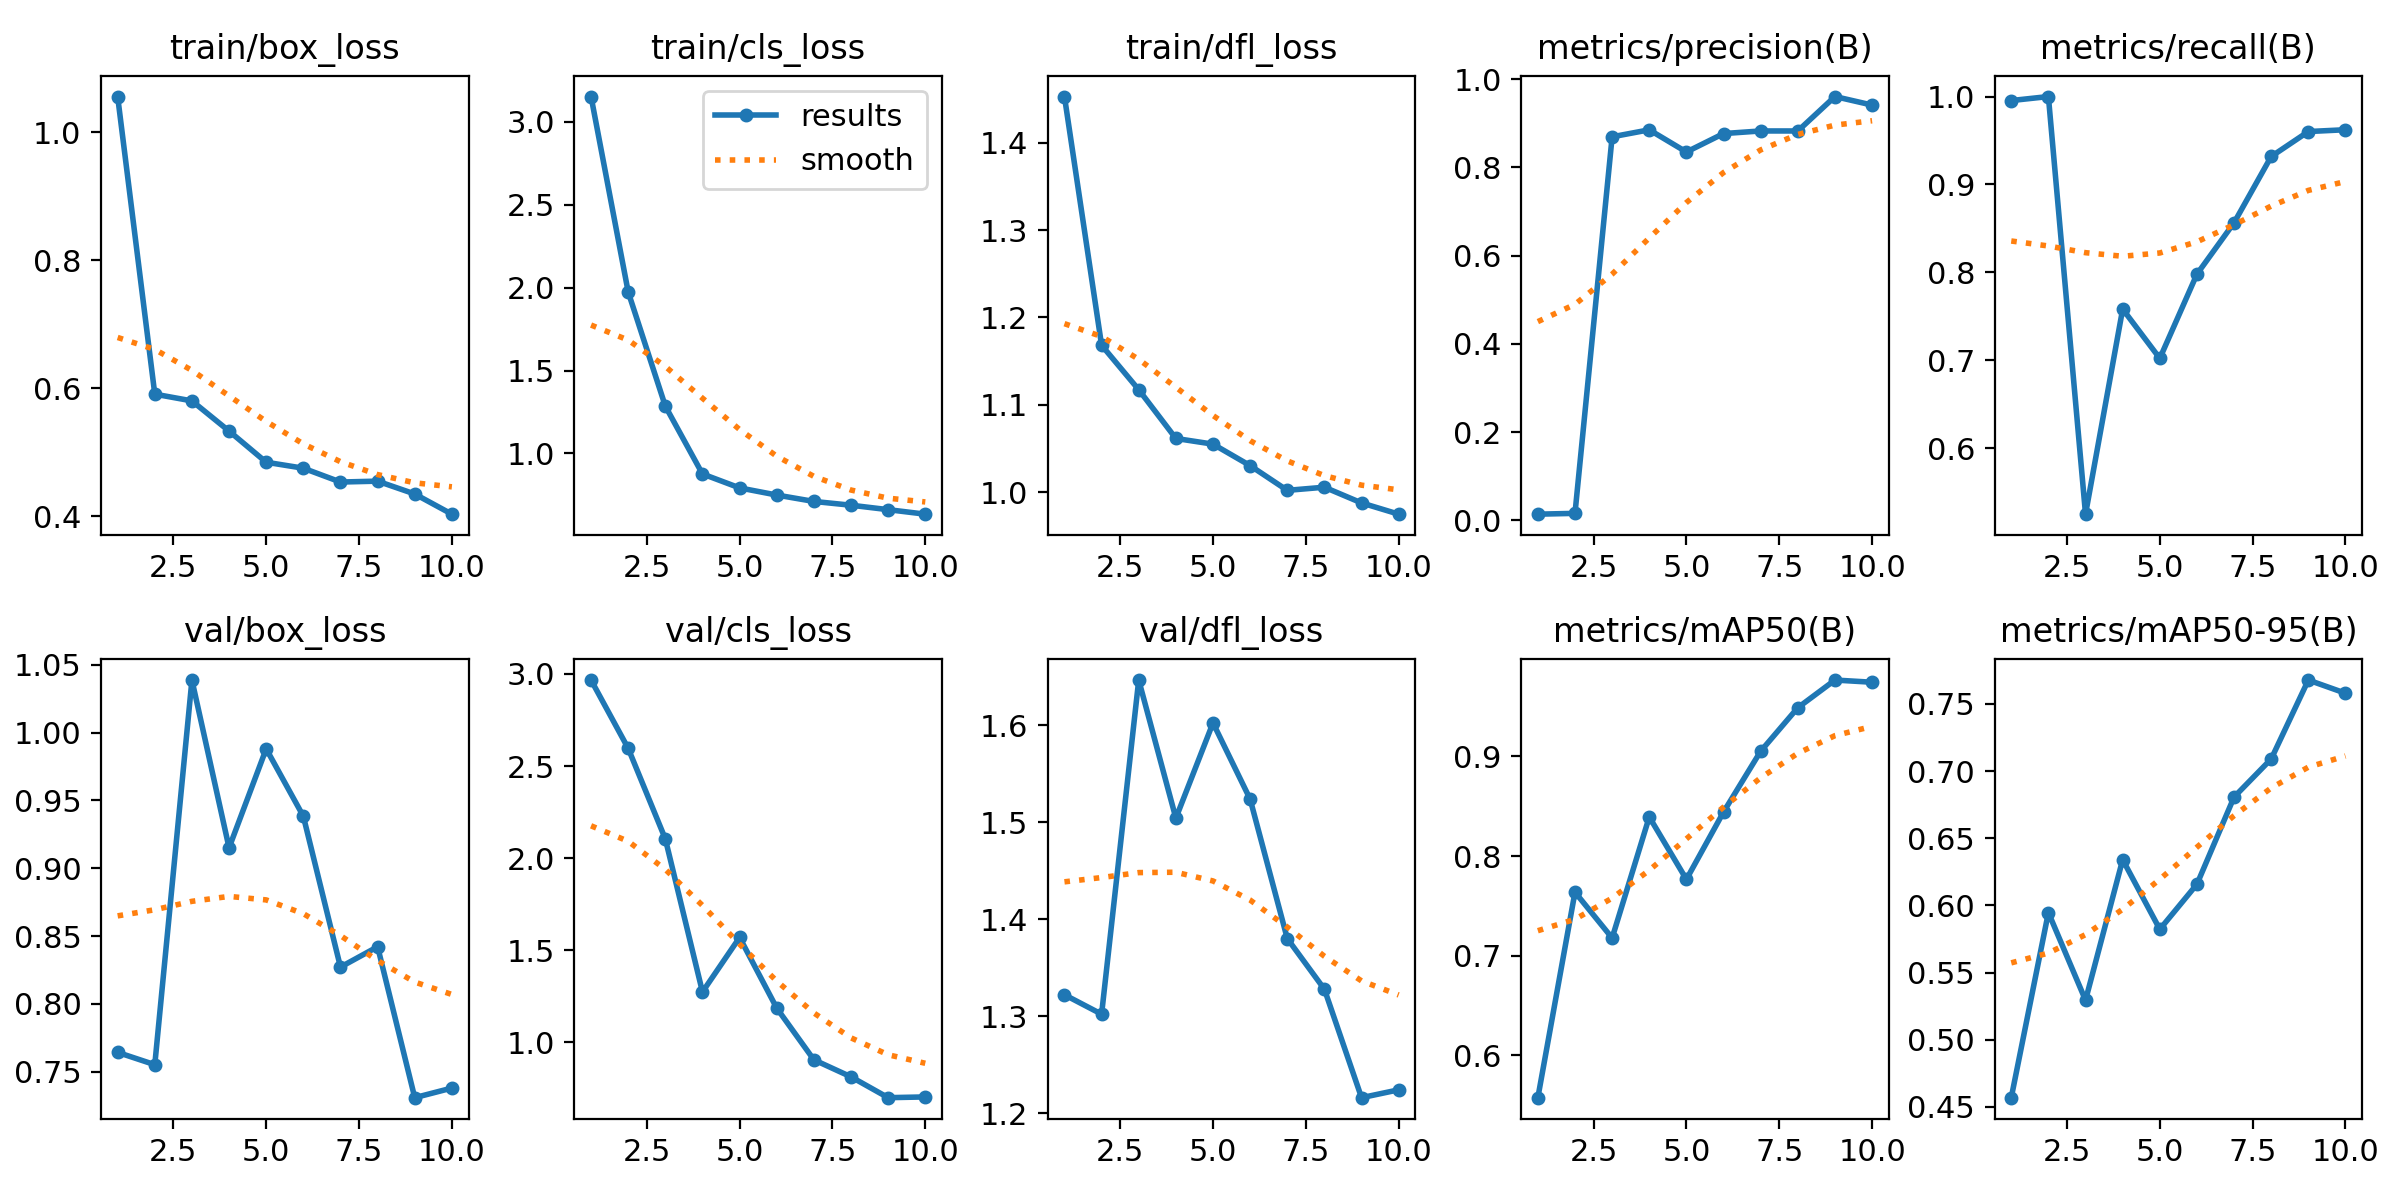 train/box_loss
1.0
0.8
0.6
0.4
2.5 5.0 7.5 10.0
train/cls_loss
results
smooth
3.0
2.5
2.0
1.5
1.0
2.5 5.0 7.5 10.0
train/dfl_loss
1.4
1.3
1.2
1.1
1.0
2.5 5.0 7.5 10.0
metrics/precision(B)
1.0
0.8
0.6
0.4
0.2
0.0
2.5 5.0 7.5 10.0
metrics/recall(B)
1.0
0.9
0.8
0.7
0.6
2.5 5.0 7.5 10.0
val/box_loss
1.05
1.00
0.95
0.90
0.85
0.80
0.75
2.5 5.0 7.5 10.0
val/cls_loss
3.0
2.5
2.0
1.5
1.0
2.5 5.0 7.5 10.0
val/dfl_loss
1.6
1.5
1.4
1.3
1.2
2.5 5.0 7.5 10.0
metrics/mAP50(B)
0.9
0.8
0.7
0.6
2.5 5.0 7.5 10.0
metrics/mAP50-95(B)
0.75
0.70
0.65
0.60
0.55
0.50
0.45
2.5 5.0 7.5 10.0